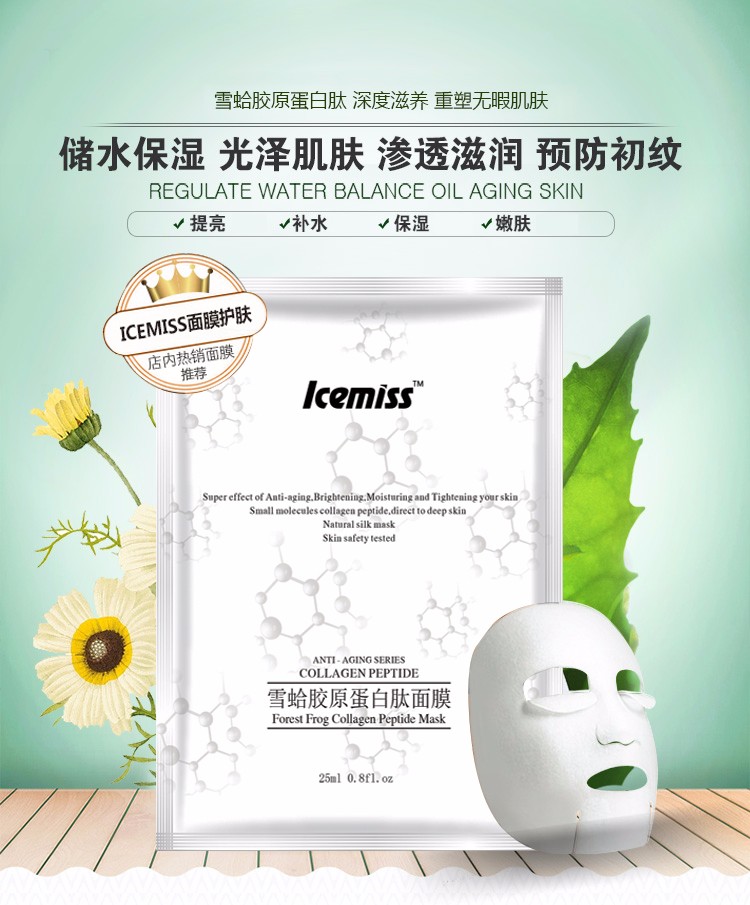 雪蛤胶原蛋白肽 深度滋养 重塑无暇肌肤
储水保湿 光泽肌肤 渗透滋润 预防初纹
REGULATE WATER BALANCE OIL AGING SKIN
提亮 补水 保湿 嫩肤
ICEMISS面膜护肤
店内热销面膜
推荐
Icemiss™
Super effect of Anti-aging,Brightening,Moisturing and Tightening your skin
Small molecules collagen peptide,direct to deep skin
Natural silk mask
Skin safety tested
ANTI - AGING SERIES
COLLAGEN PEPTIDE
雪蛤胶原蛋白肽面膜
Forest Frog Collagen Peptide Mask
25ml 0.8fl.oz